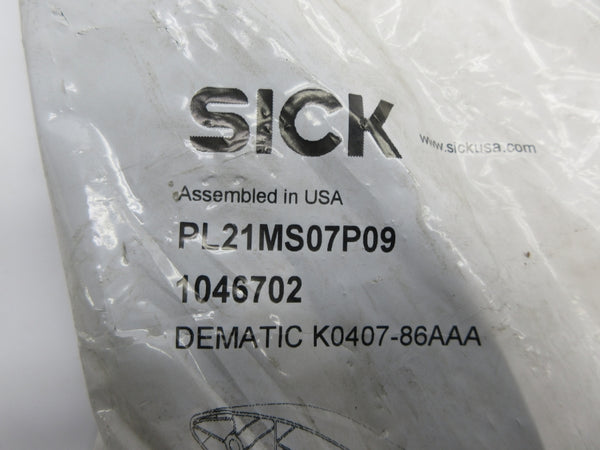 SICK
www.sickusa.com
Assembled in USA
PL21MS07P09
1046702
DEMATIC K0407-86AAA